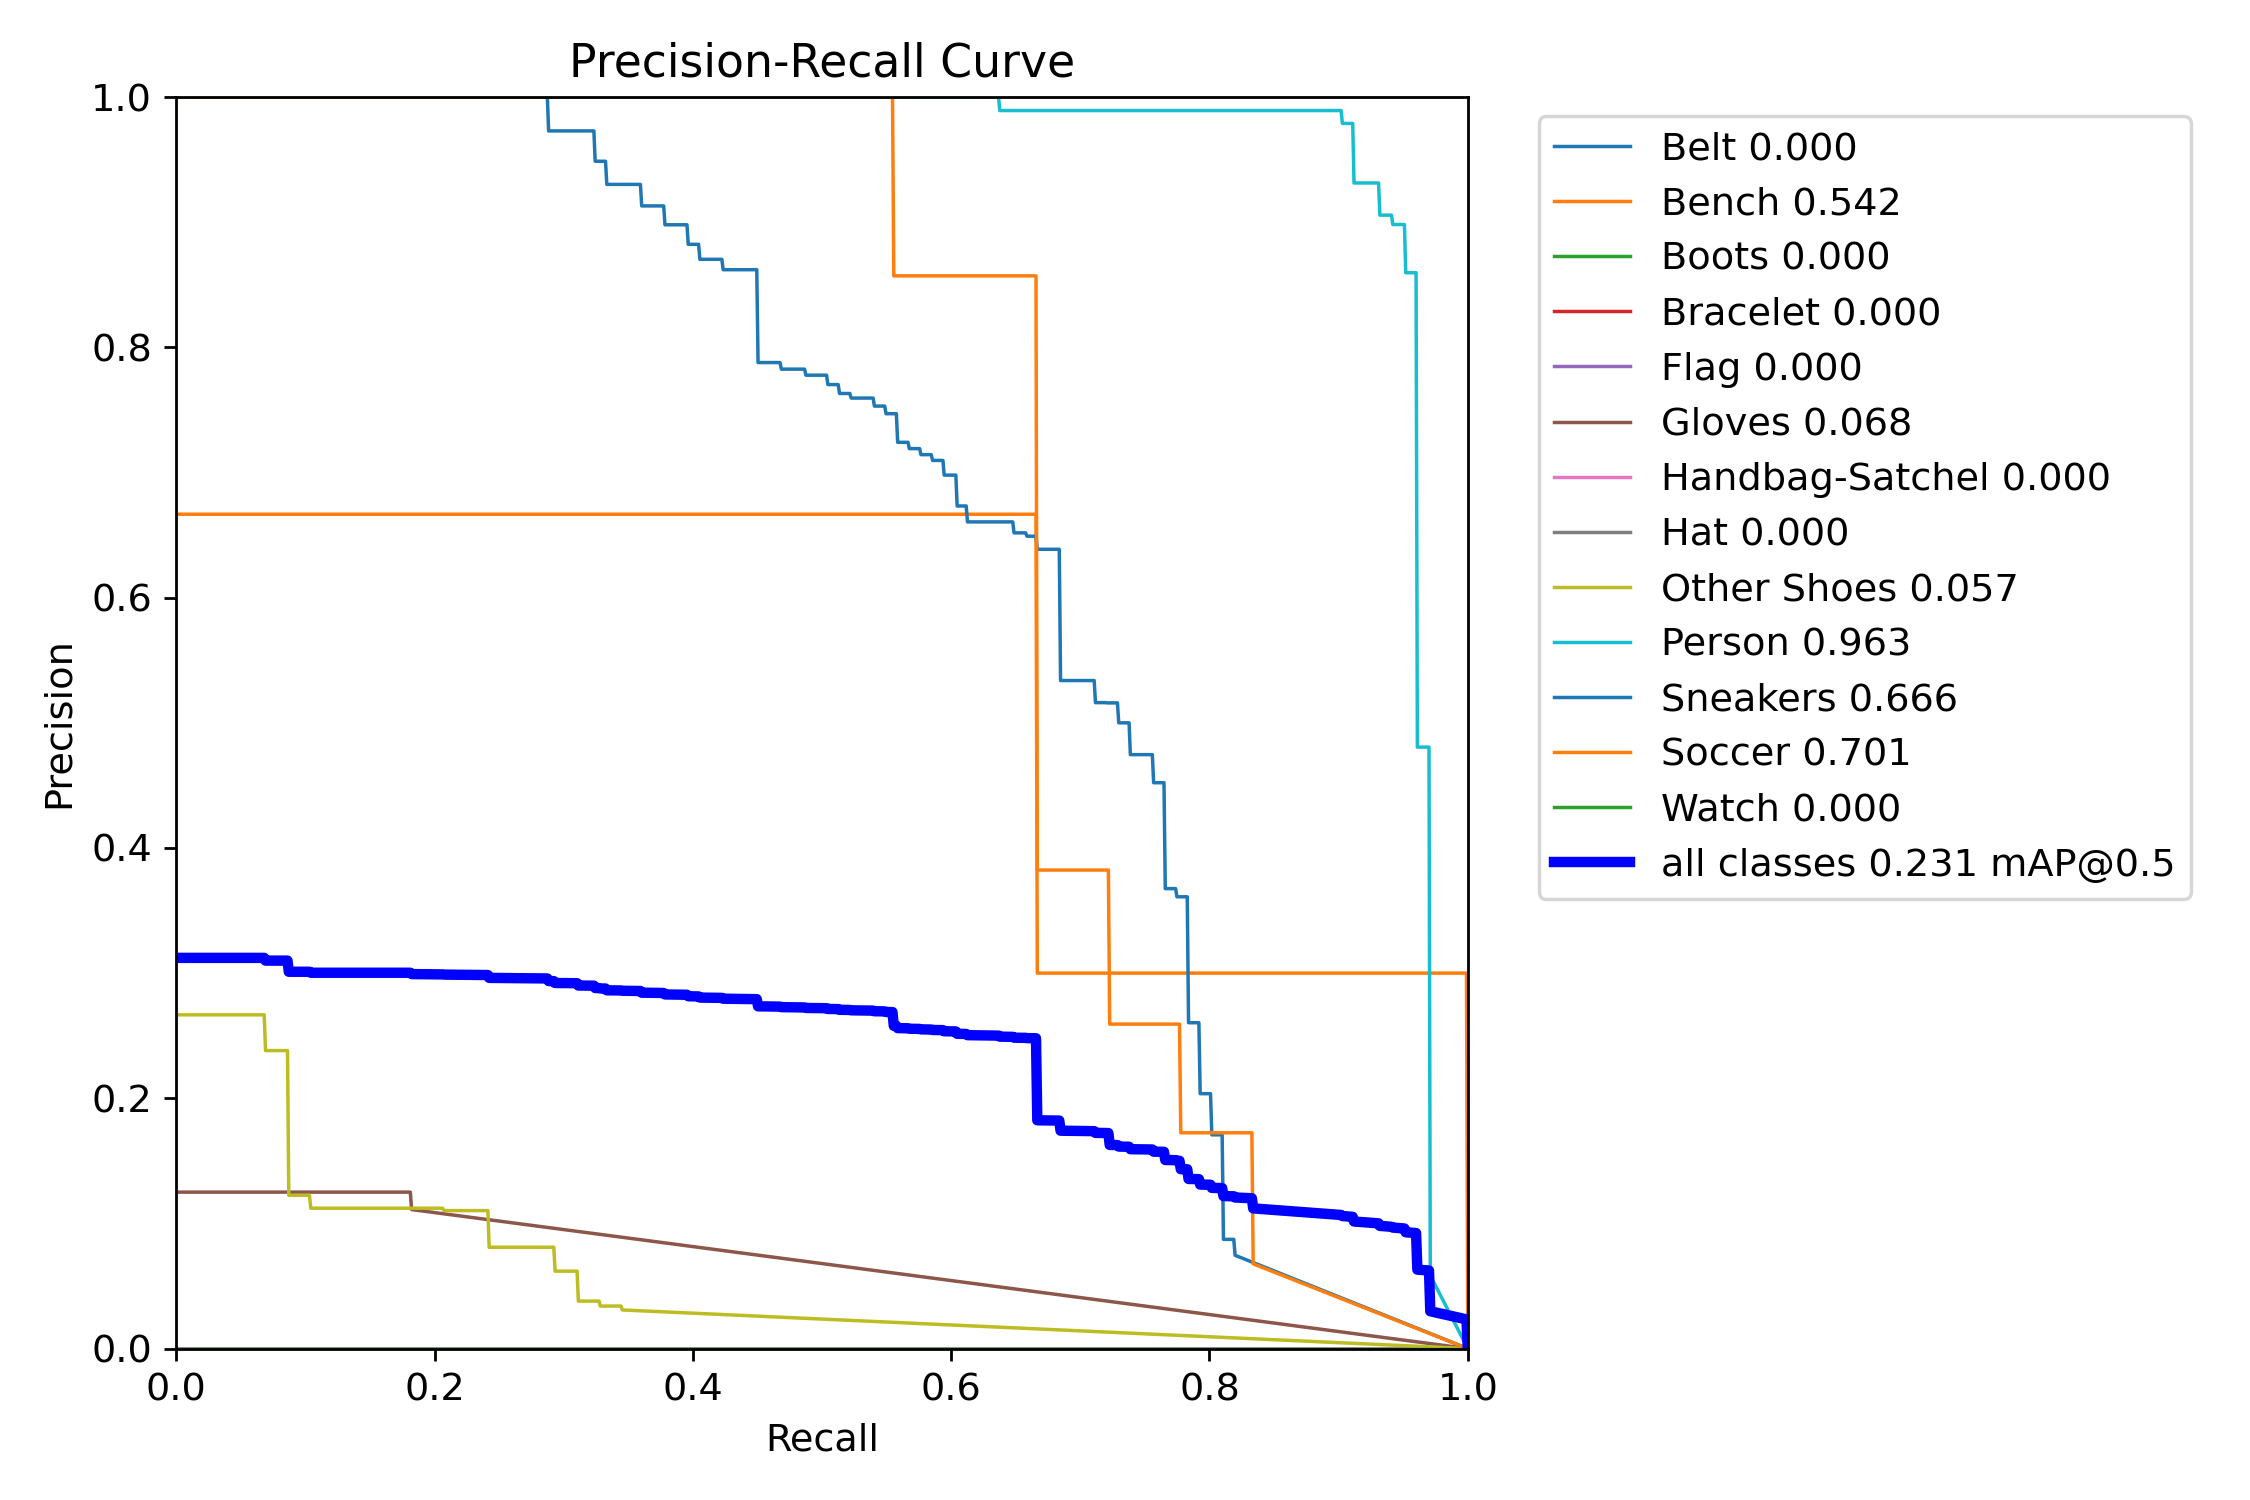 Precision-Recall Curve
1.0
0.8
0.6
0.4
0.2
0.0
Precision
0.0 0.2 0.4 0.6 0.8 1.0
Recall
Belt 0.000
Bench 0.542
Boots 0.000
Bracelet 0.000
Flag 0.000
Gloves 0.068
Handbag-Satchel 0.000
Hat 0.000
Other Shoes 0.057
Person 0.963
Sneakers 0.666
Soccer 0.701
Watch 0.000
all classes 0.231 mAP@0.5